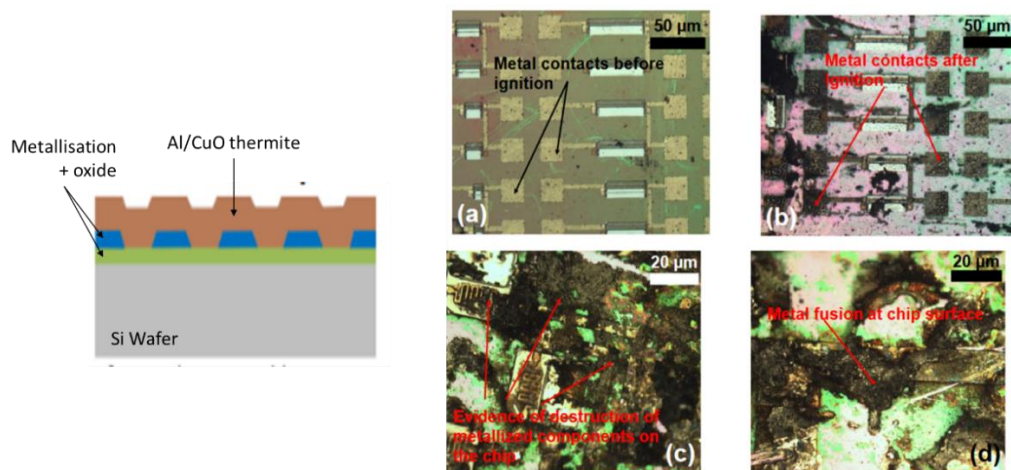 Al/CuO thermite
Metallisation
+ oxide
Si Wafer
50 µm
Metal contacts before
ignition
(a)
50 µm
Metal contacts after
ignition
(b)
20 µm
Evidence of destruction of
metallized components on
the chip
(c)
20 µm
Metal fusion at chip surface
(d)